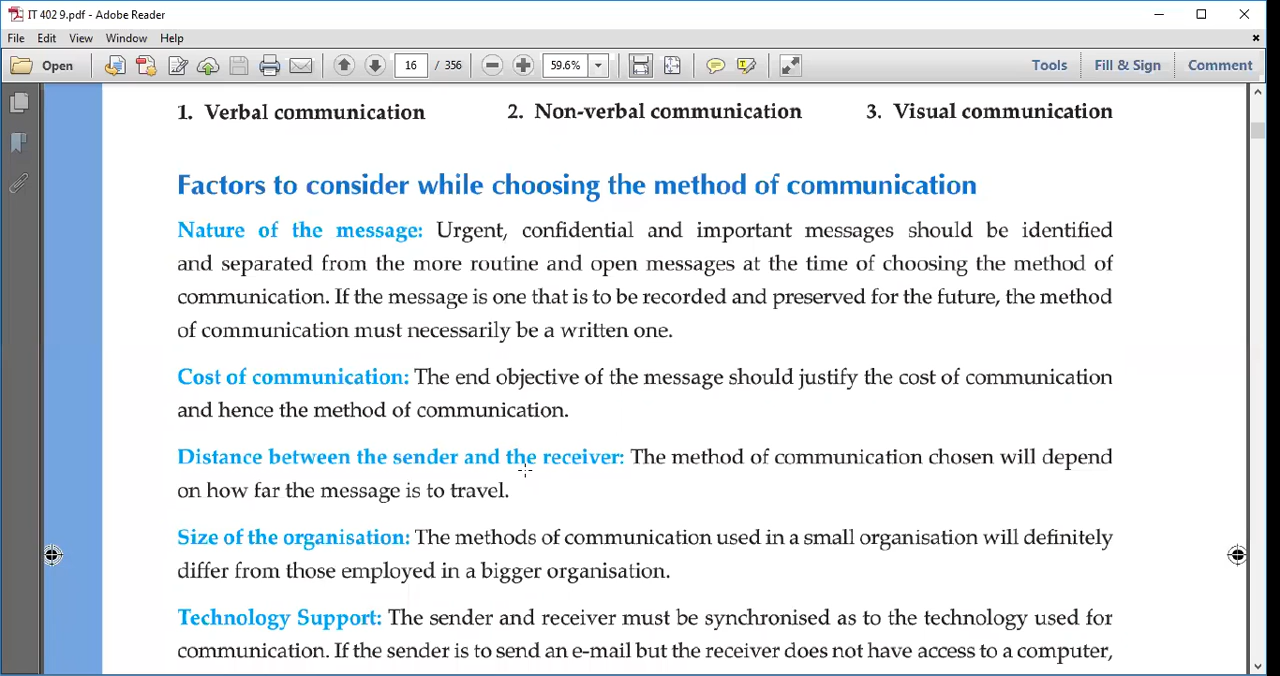 IT 402 9.pdf - Adobe Reader
File Edit View Window Help
Open 16 / 356 59.6% Tools Fill & Sign Comment
1. Verbal communication 2. Non-verbal communication 3. Visual communication
Factors to consider while choosing the method of communication
Nature of the message: Urgent, confidential and important messages should be identified
and separated from the more routine and open messages at the time of choosing the method of
communication. If the message is one that is to be recorded and preserved for the future, the method
of communication must necessarily be a written one.
Cost of communication: The end objective of the message should justify the cost of communication
and hence the method of communication.
Distance between the sender and the receiver: The method of communication chosen will depend
on how far the message is to travel.
Size of the organisation: The methods of communication used in a small organisation will definitely
differ from those employed in a bigger organisation.
Technology Support: The sender and receiver must be synchronised as to the technology used for
communication. If the sender is to send an e-mail but the receiver does not have access to a computer,